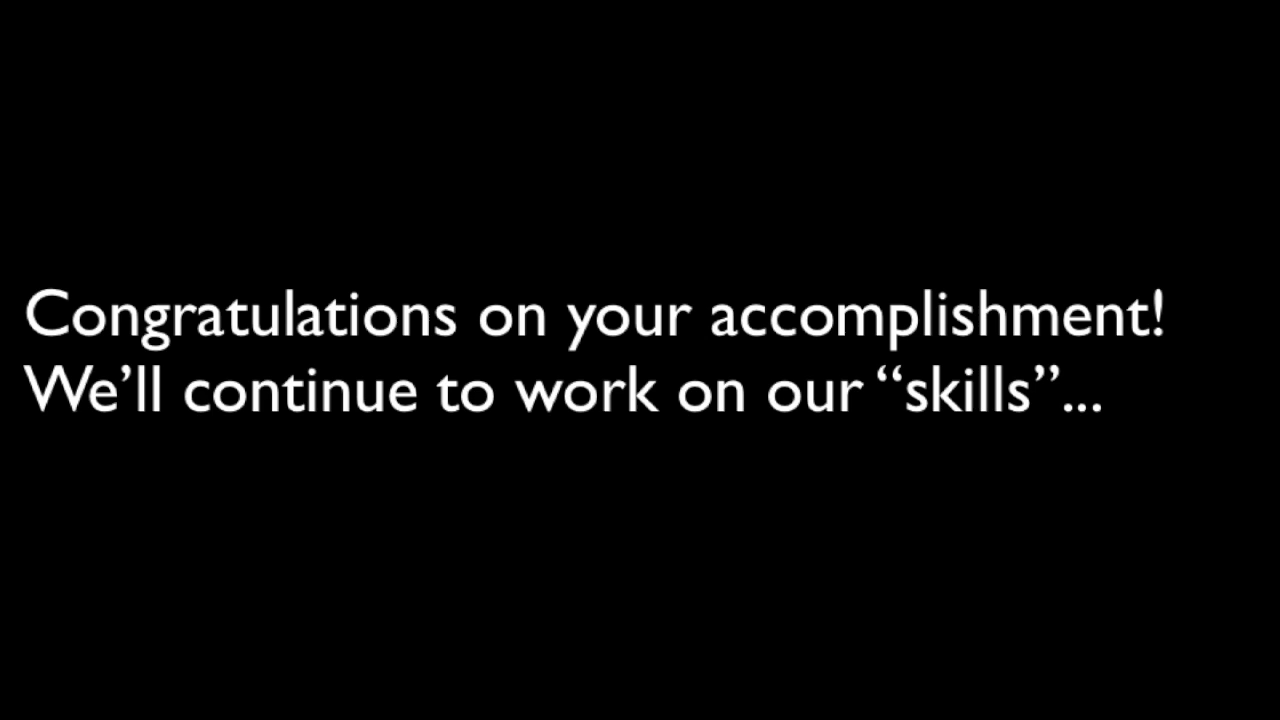 Congratulations on your accomplishment!
We’ll continue to work on our “skills”...